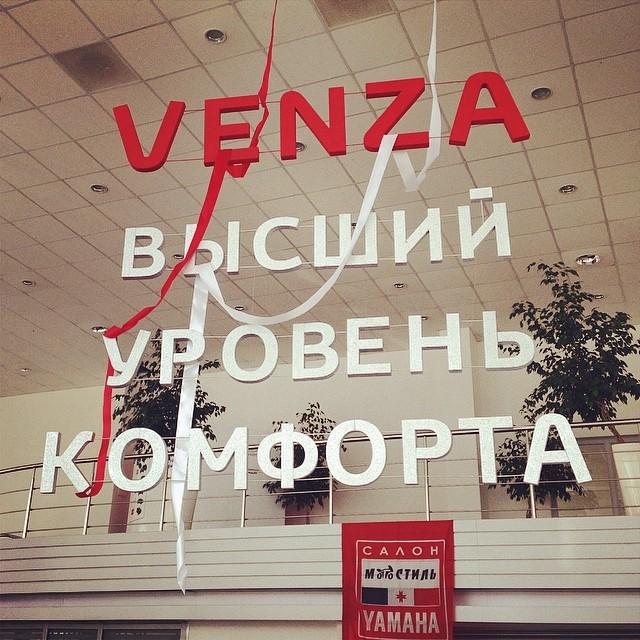 VENZA
ВЫСШИЙ
УРОВЕНЬ
КОМФОРТА
САЛОН
МОТОСТИЛЬ
YAMAHA